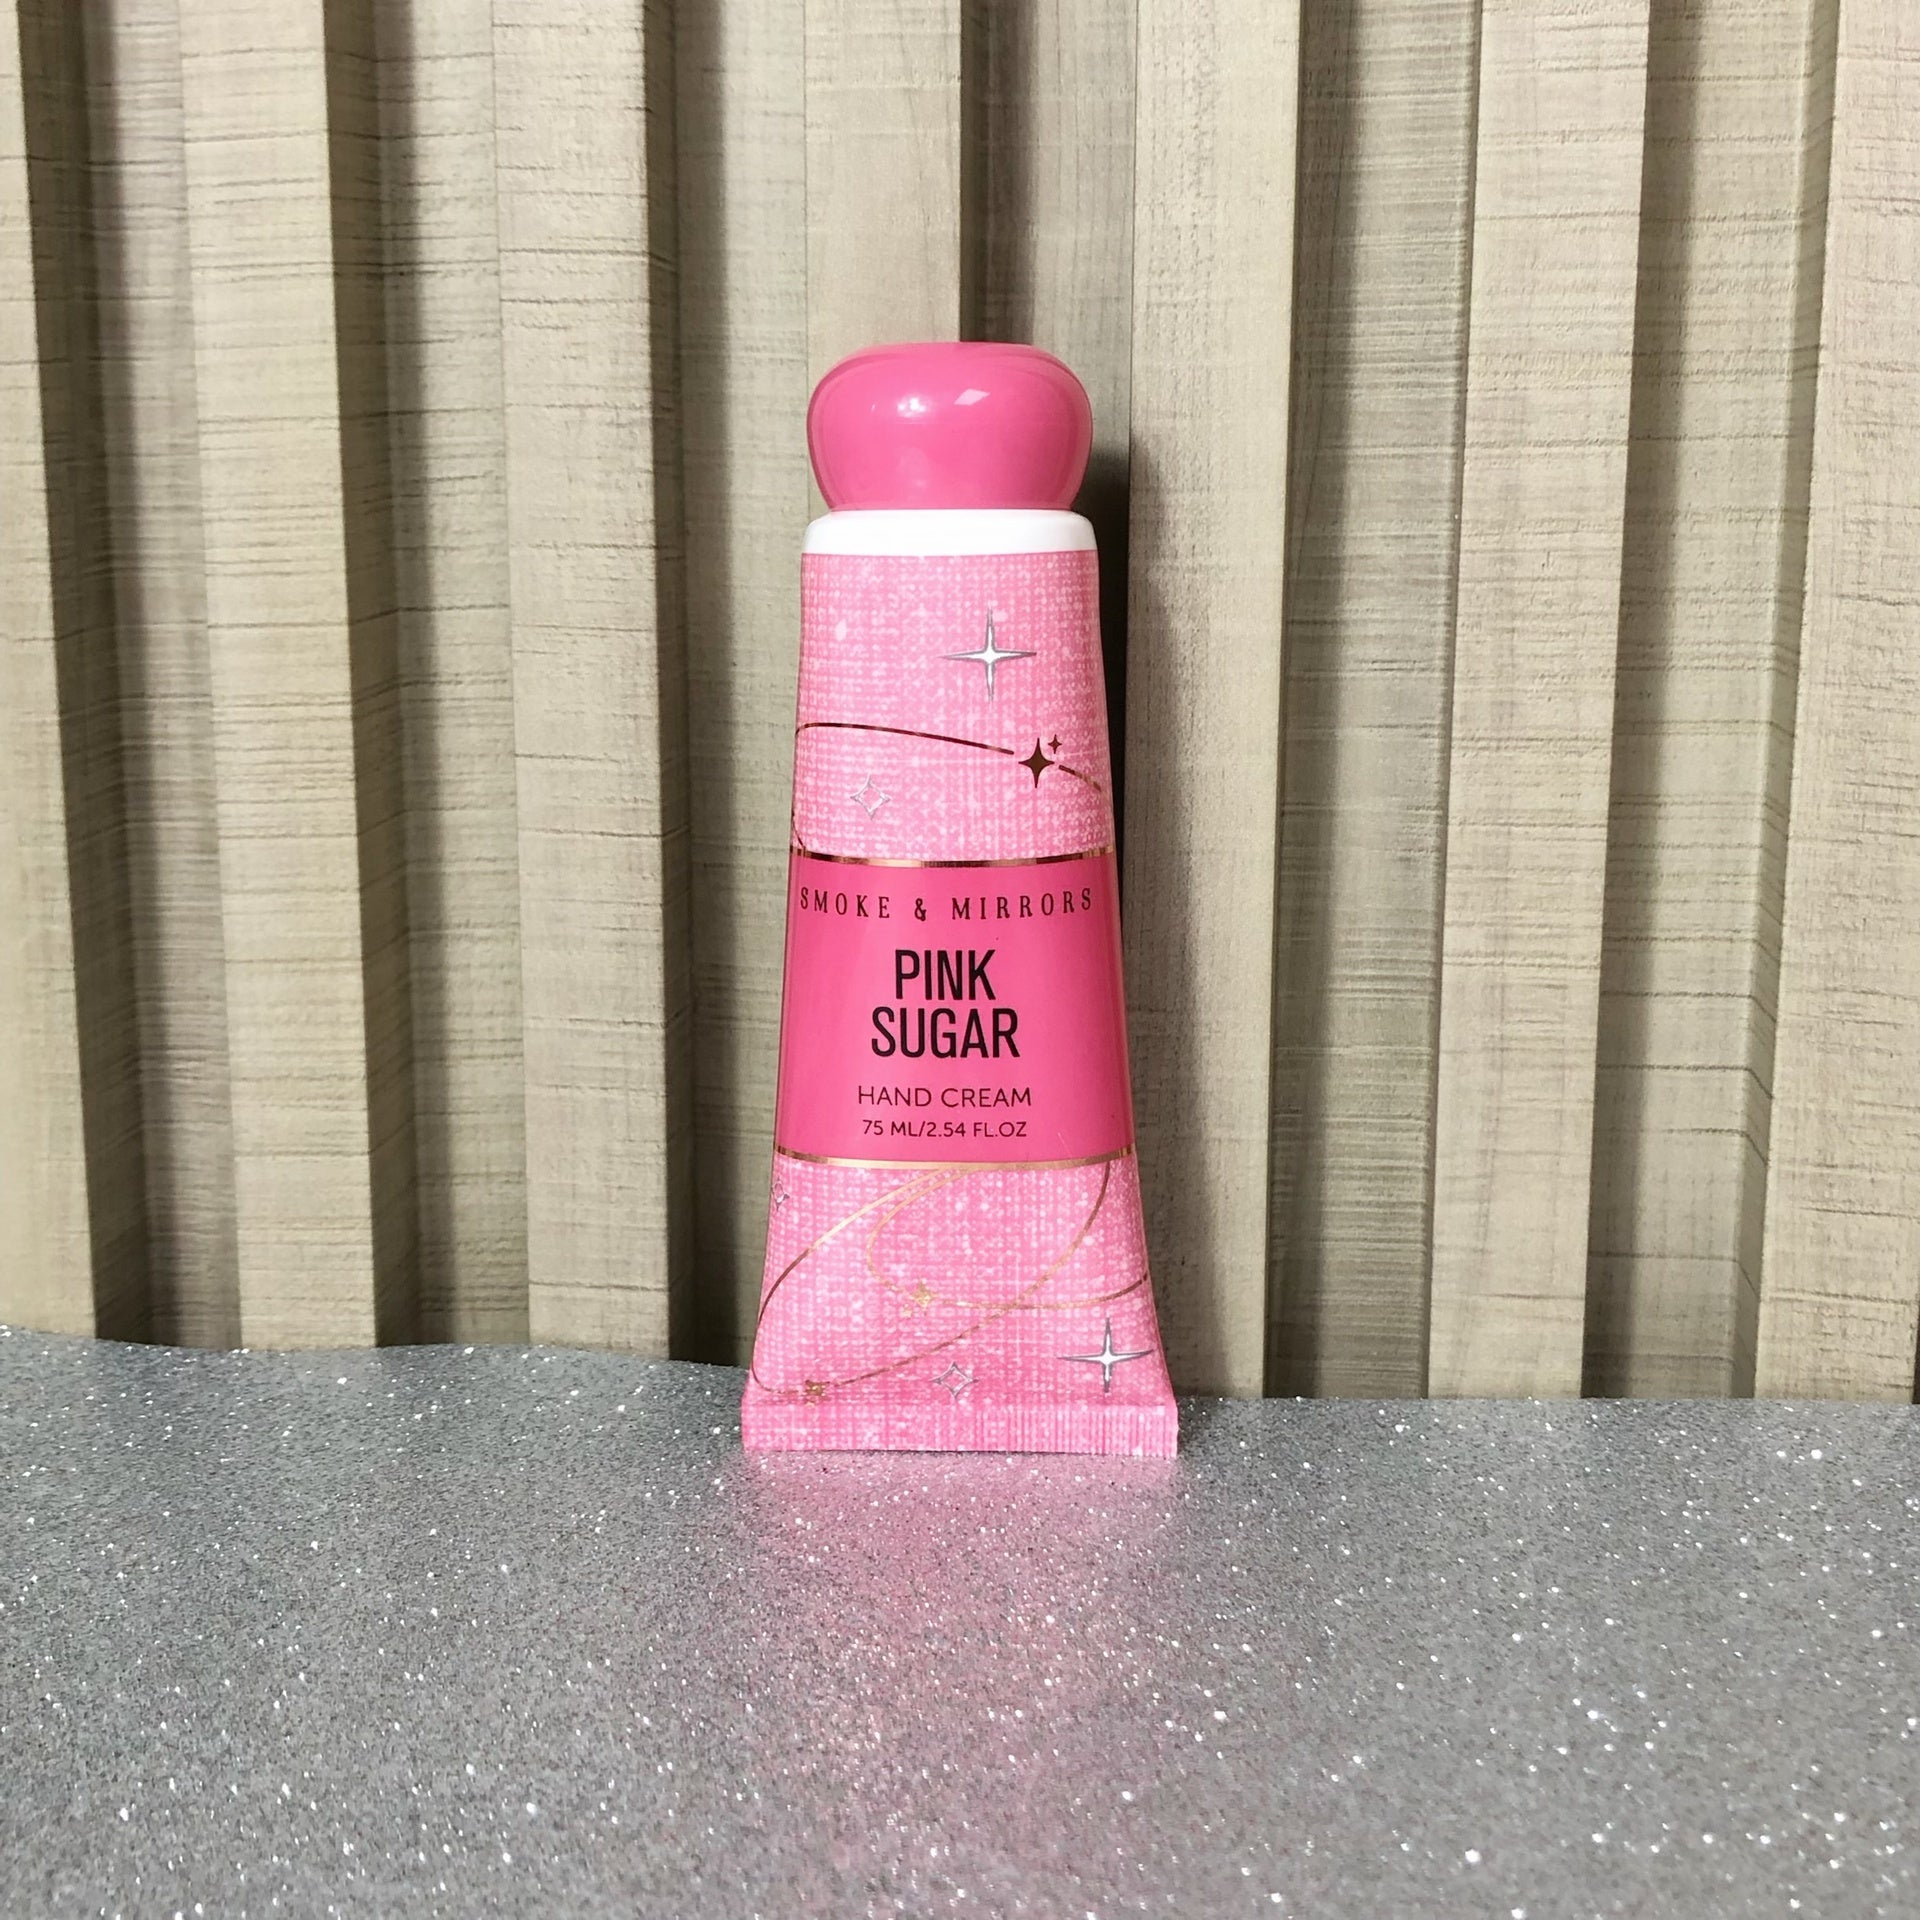 SMOKE & MIRRORS
PINK
SUGAR
HAND CREAM
75 ML/2.54 FL.OZ